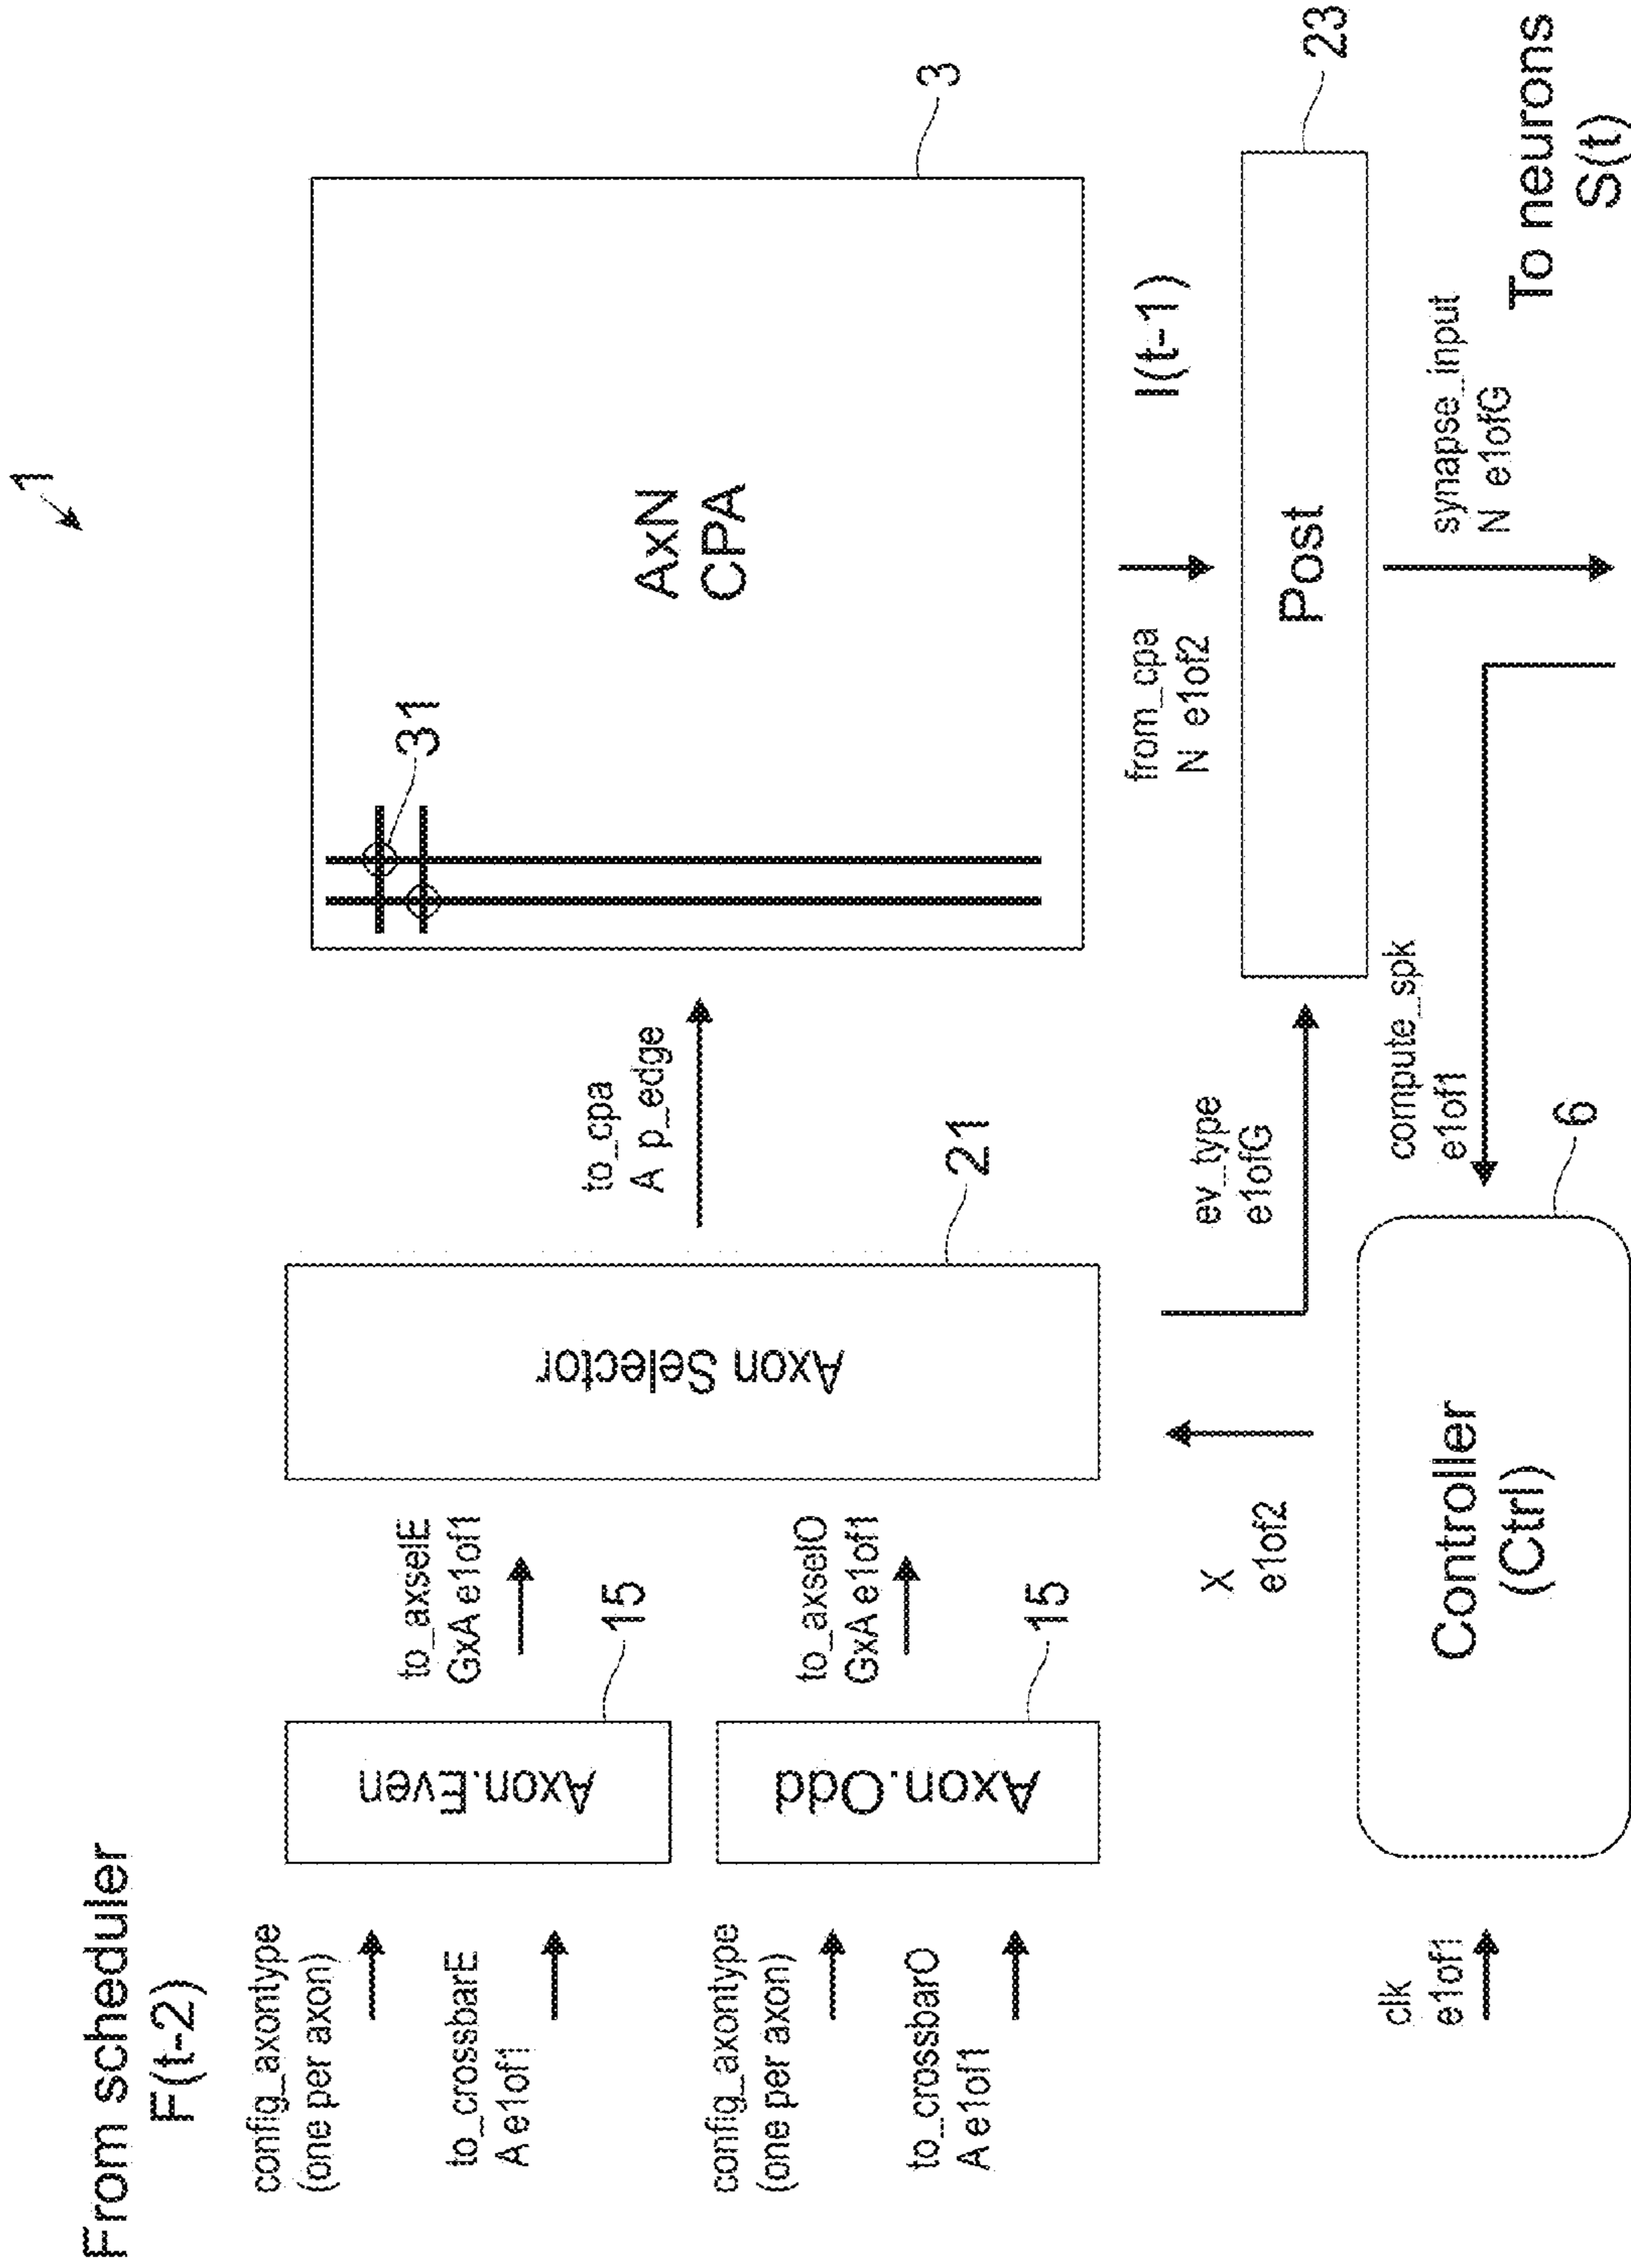 1
From scheduler
F(t-2)
config_axontype
(one per axon)
to_crossbarE
A e1of1
config_axontype
(one per axon)
to_crossbarO
A e1of1
clk
e1of1
Axon.Even
15
Axon.Odd
15
to_axselE
GxA e1of1
to_axselO
GxA e1of1
X
e1of2
Controller
(Ctrl)
6
Axon Selector
21
to_cpa
A p_edge
ev_type
e1ofG
compute_spk
e1of1
31
AxN
CPA
3
from_cpa
N e1of2
I(t-1)
Post
23
synapse_input
N e1ofG
To neurons
S(t)